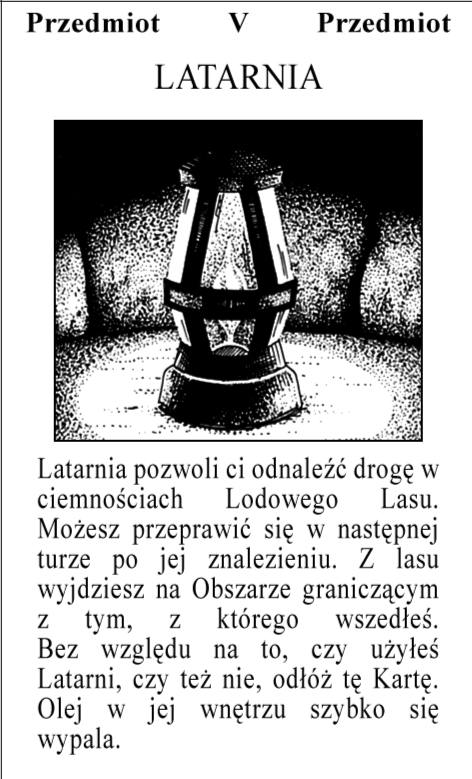 Przedmiot V Przedmiot
LATARNIA
Latarnia pozwoli ci odnaleźć drogę w
ciemnościach Lodowego Lasu.
Możesz przeprawić się w następnej
turze po jej znalezieniu. Z lasu
wyjdziesz na Obszarze graniczącym
z tym, z którego wszedłeś.
Bez względu na to, czy użyłeś
Latarni, czy też nie, odłóż tę Kartę.
Olej w jej wnętrzu szybko się
wypala.